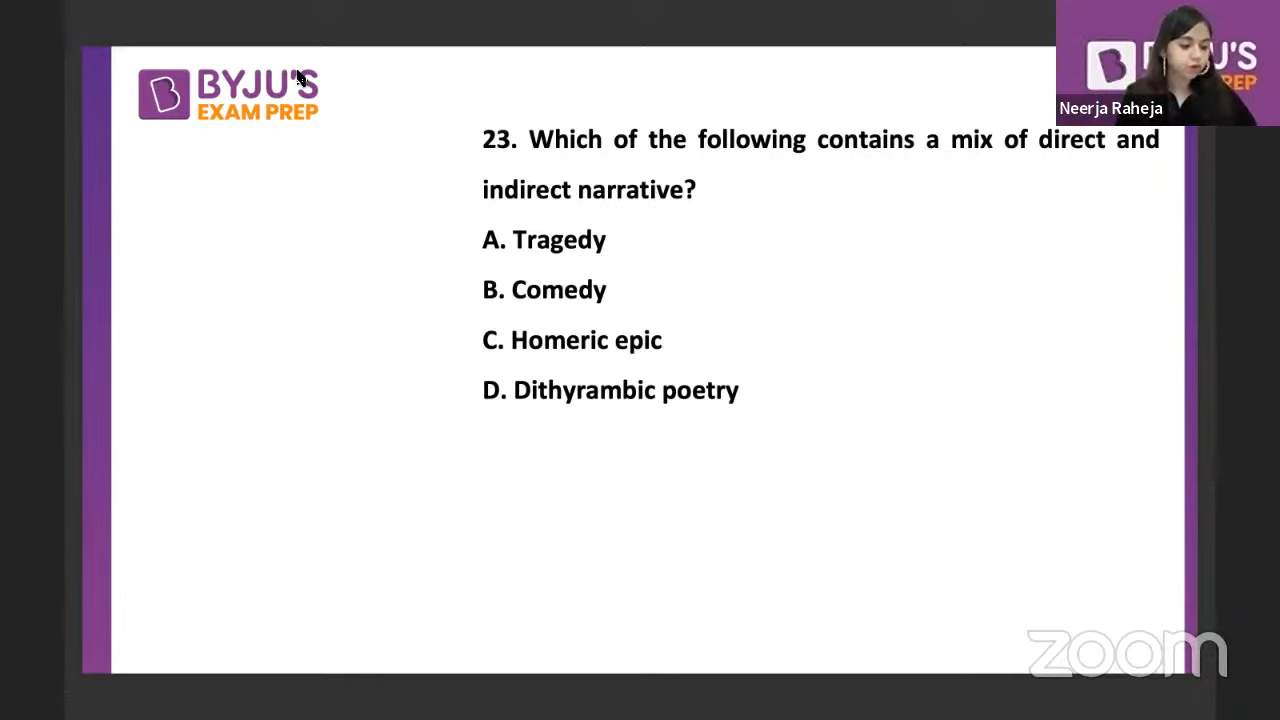 BYJU'S
EXAM PREP
Neerja Raheja
23. Which of the following contains a mix of direct and
indirect narrative?
A. Tragedy
B. Comedy
C. Homeric epic
D. Dithyrambic poetry
zoom